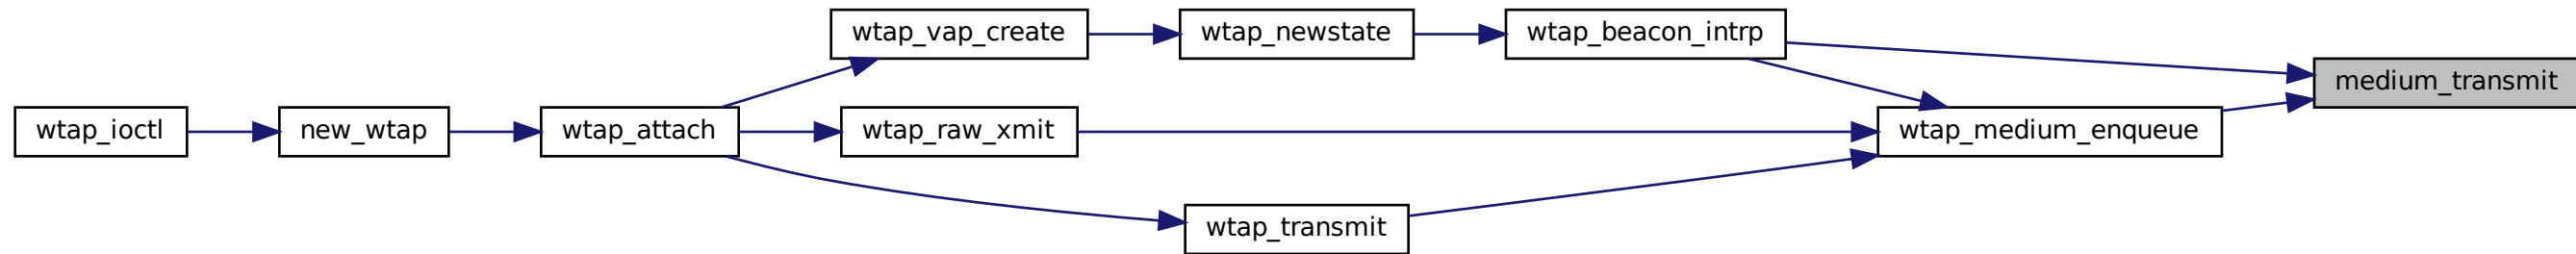 wtap_ioctl
new_wtap
wtap_attach
wtap_vap_create
wtap_raw_xmit
wtap_transmit
wtap_newstate
wtap_beacon_intrp
wtap_medium_enqueue
medium_transmit